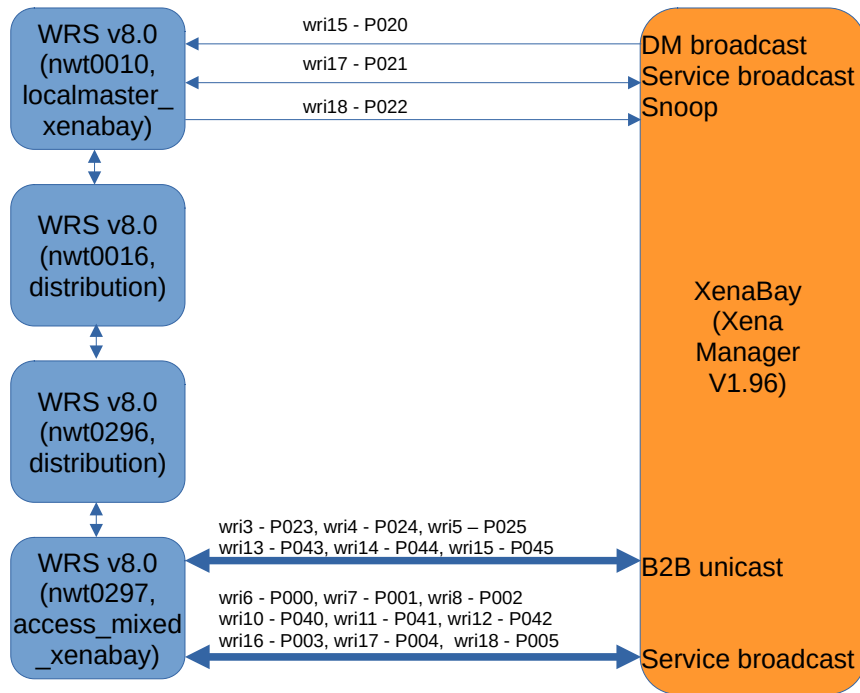 WRS v8.0
(nwt0010,
localmaster_
xenabay)
wri15 - P020
wri17 - P021
wri18 - P022
DM broadcast
Service broadcast
Snoop
WRS v8.0
(nwt0016,
distribution)
XenaBay
(Xena
Manager
V1.96)
WRS v8.0
(nwt0296,
distribution)
WRS v8.0
(nwt0297,
access_mixed
_xenabay)
wri3 - P023, wri4 - P024, wri5 – P025
wri13 - P043, wri14 - P044, wri15 - P045
B2B unicast
wri6 - P000, wri7 - P001, wri8 - P002
wri10 - P040, wri11 - P041, wri12 - P042
wri16 - P003, wri17 - P004,  wri18 - P005
Service broadcast